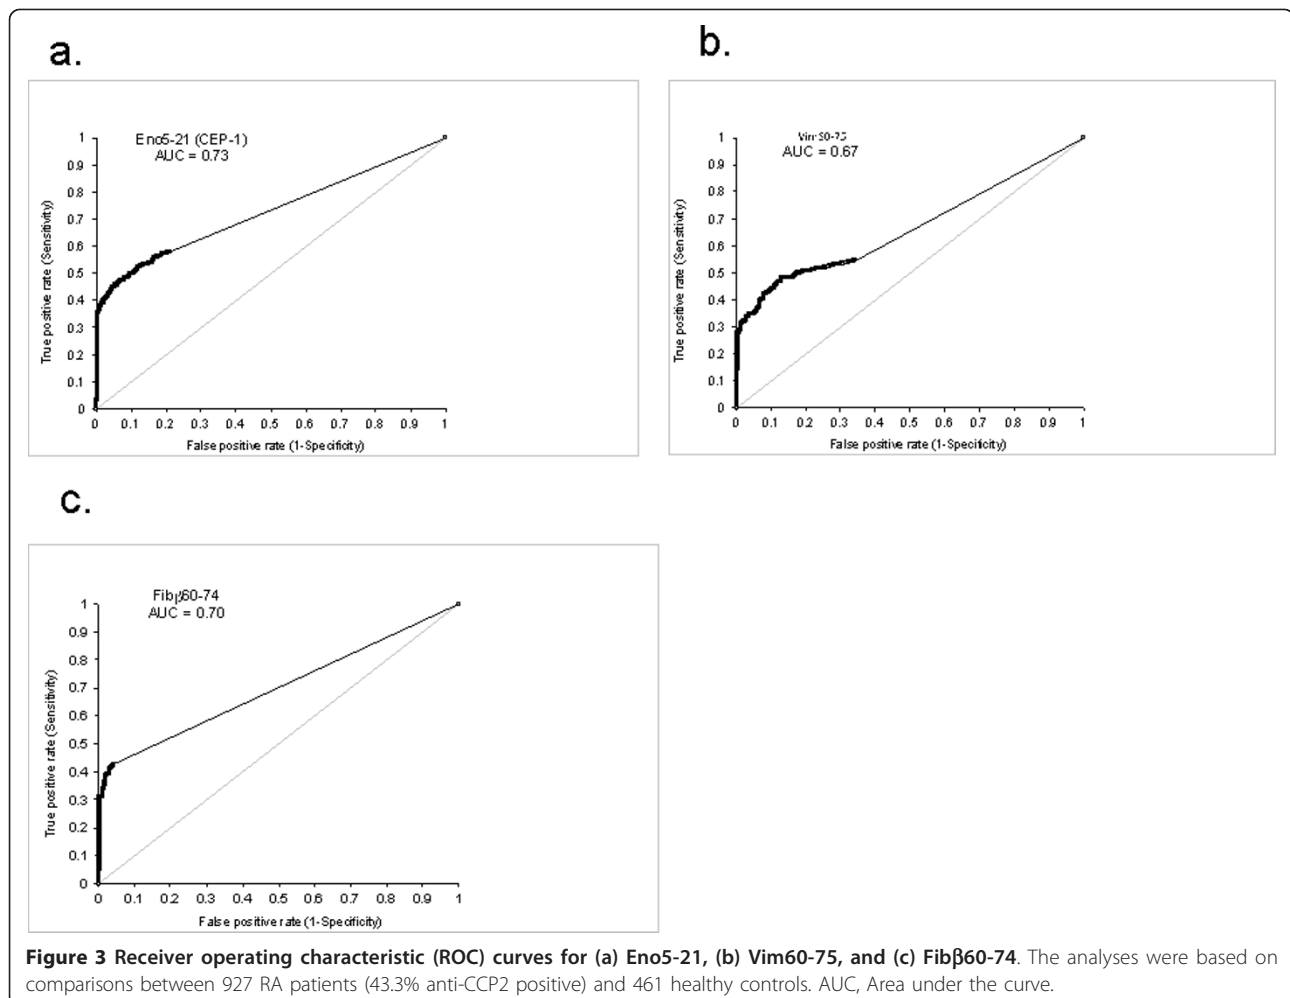 a.
Eno5-21 (CEP-1)
AUC = 0.73
True positive rate (Sensitivity)
1
0.9
0.8
0.7
0.6
0.5
0.4
0.3
0.2
0.1
0
0 0.1 0.2 0.3 0.4 0.5 0.6 0.7 0.8 0.9 1
False positive rate (1-Specificity)
b.
Vim60-75
AUC = 0.67
True positive rate (Sensitivity)
1
0.9
0.8
0.7
0.6
0.5
0.4
0.3
0.2
0.1
0
0 0.1 0.2 0.3 0.4 0.5 0.6 0.7 0.8 0.9 1
False positive rate (1-Specificity)
c.
Fibβ60-74
AUC = 0.70
True positive rate (Sensitivity)
1
0.9
0.8
0.7
0.6
0.5
0.4
0.3
0.2
0.1
0
0 0.1 0.2 0.3 0.4 0.5 0.6 0.7 0.8 0.9 1
False positive rate (1-Specificity)
Figure 3 Receiver operating characteristic (ROC) curves for (a) Eno5-21, (b) Vim60-75, and (c) Fibβ60-74. The analyses were based on
comparisons between 927 RA patients (43.3% anti-CCP2 positive) and 461 healthy controls. AUC, Area under the curve.